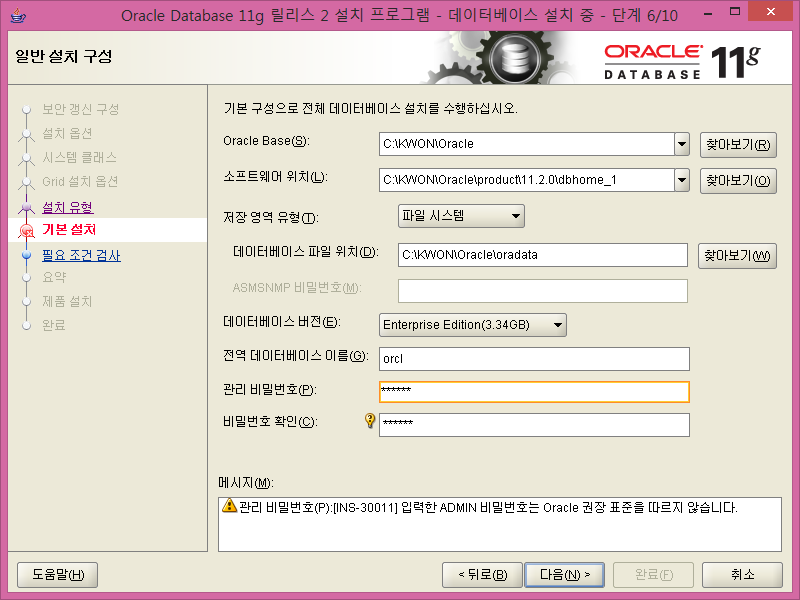 Oracle Database 11g 릴리스 2 설치 프로그램 - 데이터베이스 설치 중 - 단계 6/10
일반 설치 구성
ORACLE
DATABASE 11g
보안 갱신 구성
설치 옵션
시스템 클래스
Grid 설치 옵션
설치 유형
기본 설치
필요 조건 검사
요약
제품 설치
완료
기본 구성으로 전체 데이터베이스 설치를 수행하십시오.
Oracle Base(S): C:\KWON\Oracle 찾아보기(R)
소프트웨어 위치(L): C:\KWON\Oracle\product\11.2.0\dbhome_1 찾아보기(O)
저장 영역 유형(T): 파일 시스템
데이터베이스 파일 위치(D): C:\KWON\Oracle\oradata 찾아보기(W)
ASMSNMP 비밀번호(M):
데이터베이스 버전(E): Enterprise Edition(3.34GB)
전역 데이터베이스 이름(G): orcl
관리 비밀번호(P): ******
비밀번호 확인(C): ******
메시지(M):
관리 비밀번호(P):[INS-30011] 입력한 ADMIN 비밀번호는 Oracle 권장 표준을 따르지 않습니다.
도움말(H) < 뒤로(B) 다음(N) > 완료(F) 취소